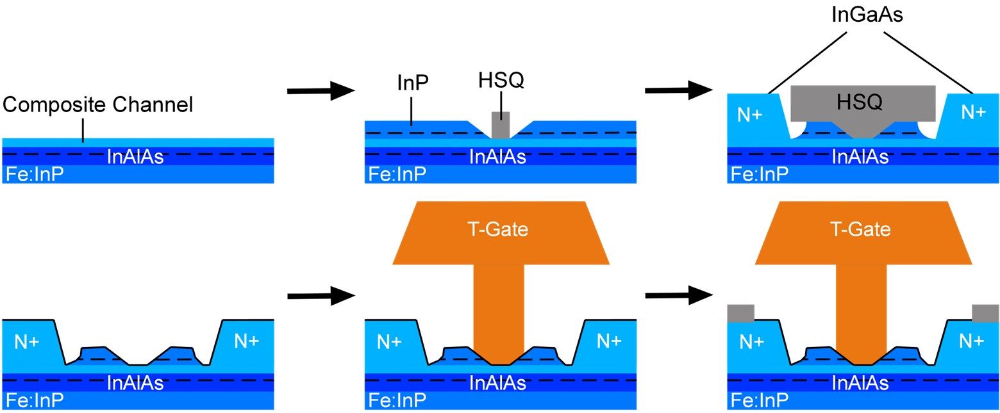 Composite Channel
InAlAs
Fe:InP
InP
HSQ
InAlAs
Fe:InP
InGaAs
N+
HSQ
N+
InAlAs
Fe:InP
N+
N+
InAlAs
Fe:InP
T-Gate
N+
N+
InAlAs
Fe:InP
T-Gate
N+
N+
InAlAs
Fe:InP